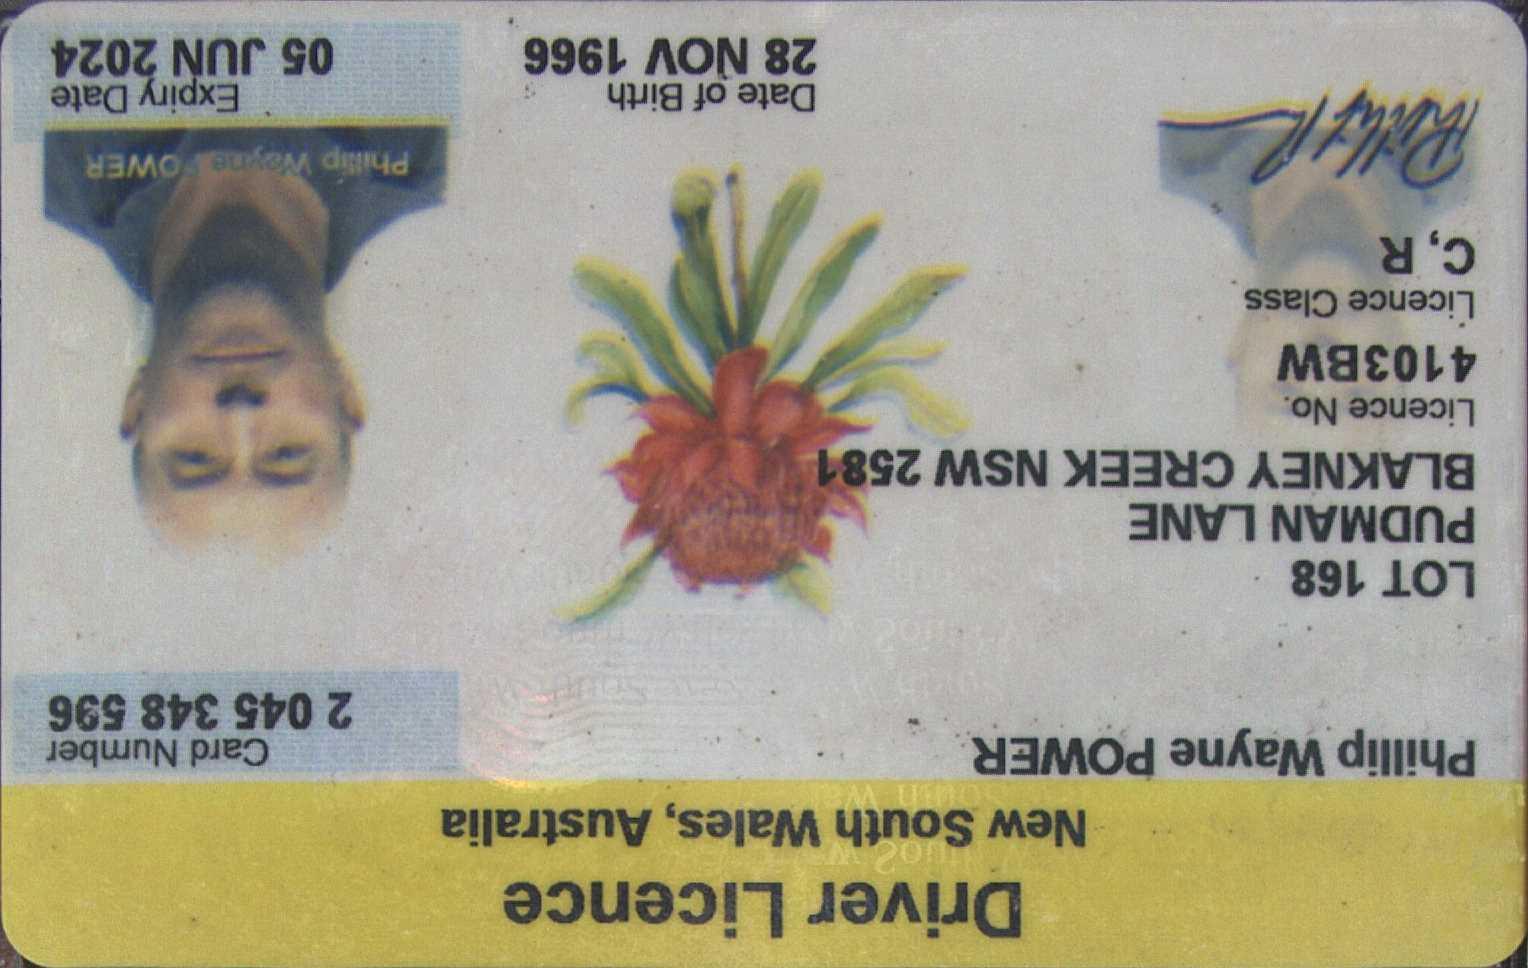 Driver Licence
New South Wales, Australia
Phillip Wayne POWER
Card Number
2 045 348 596
LOT 168
PUDMAN LANE
BLAKNEY CREEK NSW 2581
Licence No.
4103BW
Licence Class
C, R
Phillip Wayne POWER
Date of Birth
28 NOV 1966
Expiry Date
05 JUN 2024